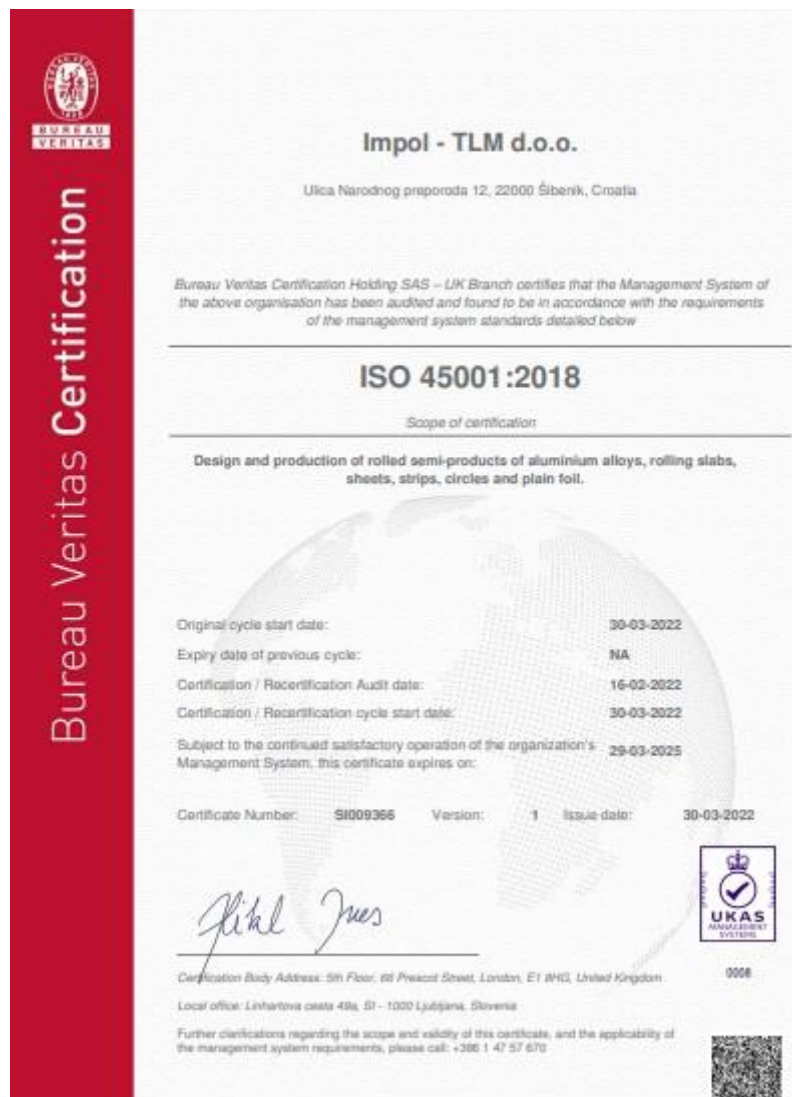 BUREAU
VERITAS
Bureau Veritas Certification
Impol - TLM d.o.o.
Ulica Narodnog preporoda 12, 22000 Šibenik, Croatia
Bureau Veritas Certification Holding SAS – UK Branch certifies that the Management System of
the above organisation has been audited and found to be in accordance with the requirements
of the management system standards detailed below
ISO 45001:2018
Scope of certification
Design and production of rolled semi-products of aluminium alloys, rolling slabs,
sheets, strips, circles and plain foil.
Original cycle start date: 30-03-2022
Expiry date of previous cycle: NA
Certification / Recertification Audit date: 16-02-2022
Certification / Recertification cycle start date: 30-03-2022
Subject to the continued satisfactory operation of the organization's
Management System, this certificate expires on: 29-03-2025
Certificate Number: SI009366 Version: 1 Issue date: 30-03-2022
UKAS
MANAGEMENT
SYSTEMS
0008
Certification Body Address: 5th Floor, 66 Prescot Street, London, E1 8HG, United Kingdom
Local office: Linhartova cesta 49a, SI - 1000 Ljubljana, Slovenia
Further clarifications regarding the scope and validity of this certificate, and the applicability of
the management system requirements, please call: +386 1 47 57 670